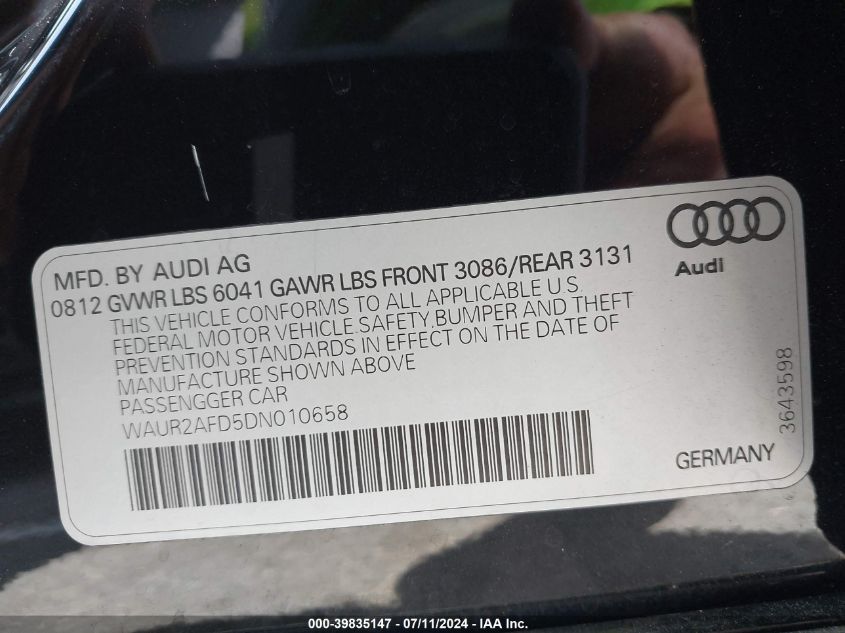 MFD. BY AUDI AG
0812 GVWR LBS 6041 GAWR LBS FRONT 3086/REAR 3131
THIS VEHICLE CONFORMS TO ALL APPLICABLE U.S.
FEDERAL MOTOR VEHICLE,SAFETY,BUMPER AND THEFT
PREVENTION STANDARDS IN EFFECT ON THE DATE OF
MANUFACTURE SHOWN ABOVE
PASSENGGER CAR
WAUR2AFD5DN010658
Audi
3643598
GERMANY
000-39835147 - 07/11/2024 - IAA Inc.